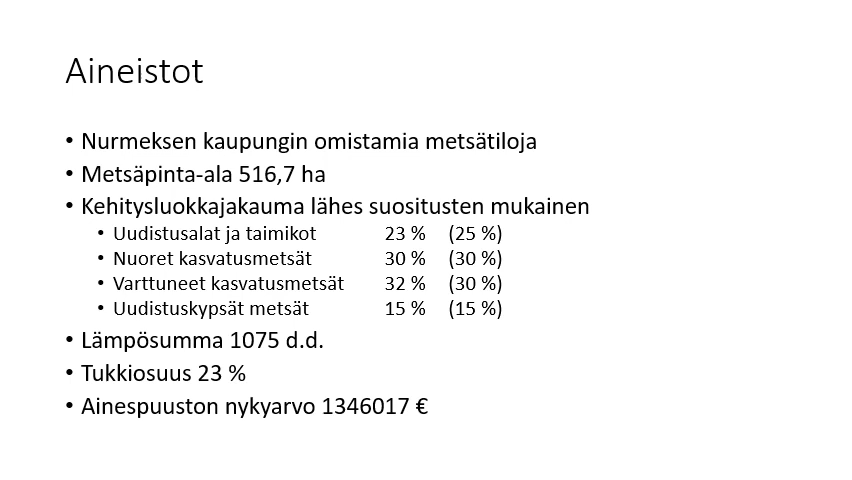 Aineistot
• Nurmeksen kaupungin omistamia metsätiloja
• Metsäpinta-ala 516,7 ha
• Kehitysluokkajakauma lähes suositusten mukainen
• Uudistusalat ja taimikot 23 % (25 %)
• Nuoret kasvatusmetsät 30 % (30 %)
• Varttuneet kasvatusmetsät 32 % (30 %)
• Uudistuskypsät metsät 15 % (15 %)
• Lämpösumma 1075 d.d.
• Tukkiosuus 23 %
• Ainespuuston nykyarvo 1346017 €